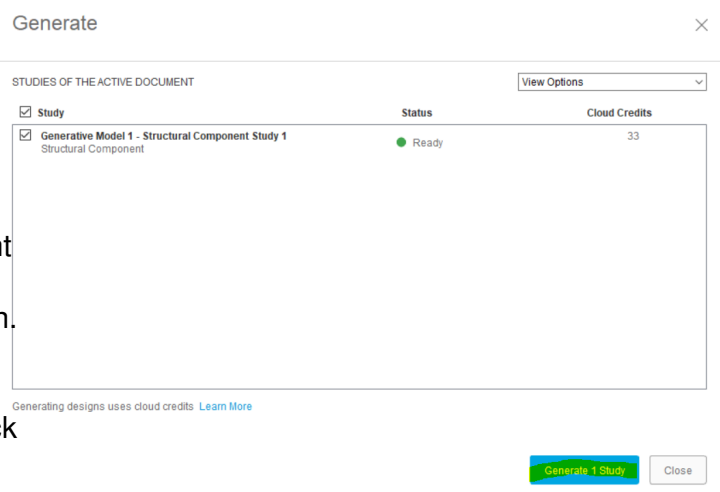 Generate
STUDIES OF THE ACTIVE DOCUMENT
View Options
Study Status Cloud Credits
Generative Model 1 - Structural Component Study 1
Structural Component
Ready
33
Generating designs uses cloud credits Learn More
Generate 1 Study Close